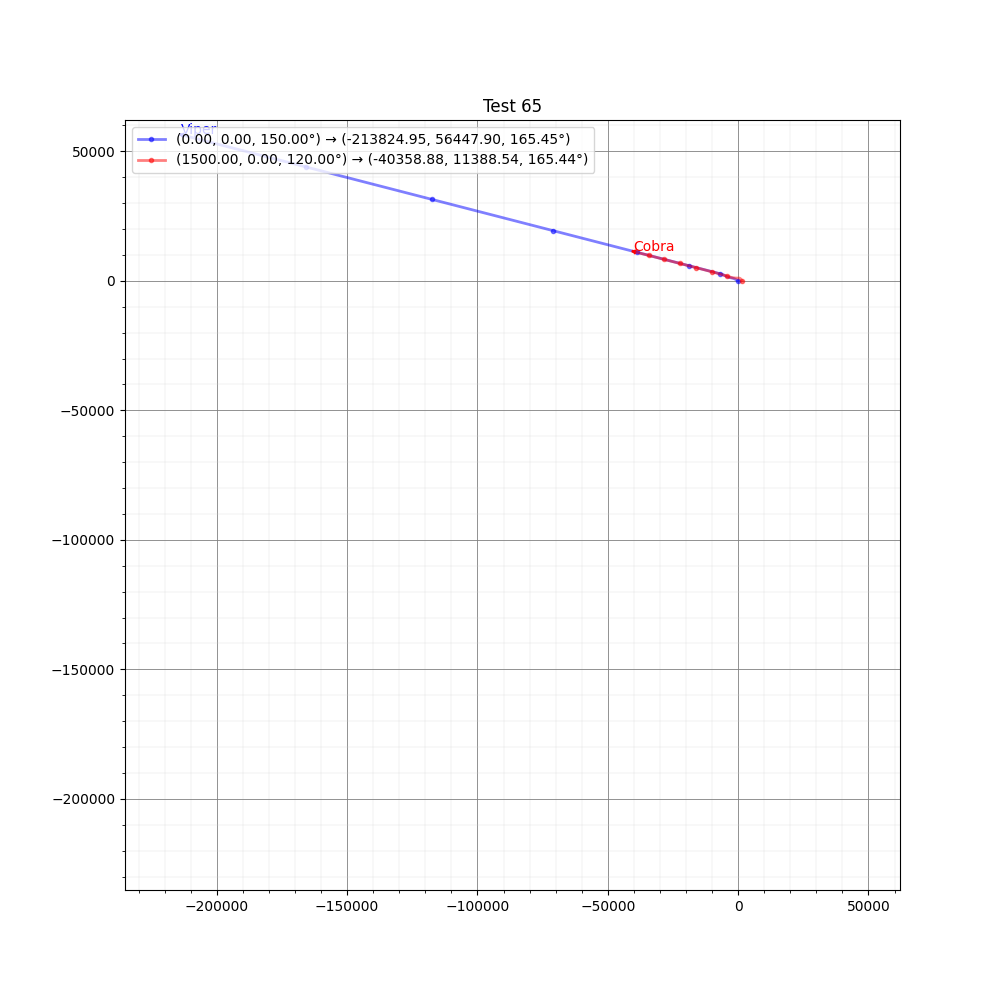 Test 65
Viper
(0.00, 0.00, 150.00°) → (-213824.95, 56447.90, 165.45°)
(1500.00, 0.00, 120.00°) → (-40358.88, 11388.54, 165.44°)
Cobra
50000
0
−50000
−100000
−150000
−200000
−200000 −150000 −100000 −50000 0 50000